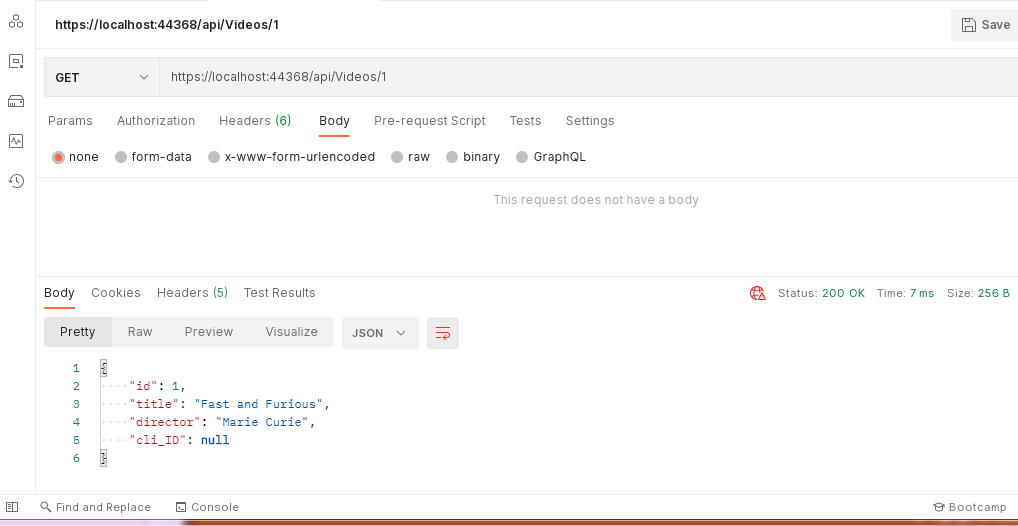 https://localhost:44368/api/Videos/1
Save
GET
https://localhost:44368/api/Videos/1
Params Authorization Headers (6) Body Pre-request Script Tests Settings
none form-data x-www-form-urlencoded raw binary GraphQL
This request does not have a body
Body Cookies Headers (5) Test Results
Status: 200 OK Time: 7 ms Size: 256 B
Pretty Raw Preview Visualize JSON
1 {
2 "id": 1,
3 "title": "Fast and Furious",
4 "director": "Marie Curie",
5 "cli_ID": null
6 }
Find and Replace Console Bootcamp